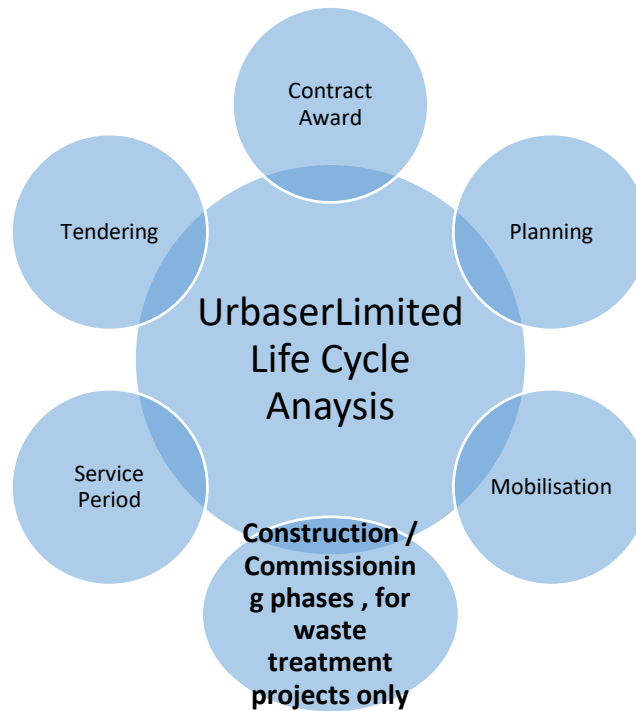 Contract
Award
Tendering
Planning
UrbaserLimited
Life Cycle
Anaysis
Service
Period
Mobilisation
Construction /
Commissionin
g phases , for
waste
treatment
projects only